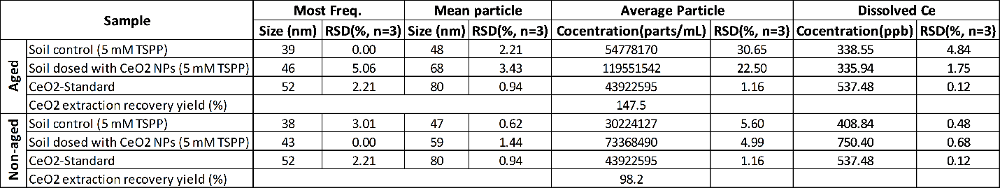 Sample Most Freq. Mean particle Average Particle Dissolved Ce
Size (nm) RSD(%, n=3) Size (nm) RSD(%, n=3) Cocentration(parts/mL) RSD(%, n=3) Cocentration(ppb) RSD(%, n=3)
Aged
Soil control (5 mM TSPP) 39 0.00 48 2.21 54778170 30.65 338.55 4.84
Soil dosed with CeO2 NPs (5 mM TSPP) 46 5.06 68 3.43 119551542 22.50 335.94 1.75
CeO2-Standard 52 2.21 80 0.94 43922595 1.16 537.48 0.12
CeO2 extraction recovery yield (%) 147.5
Non-aged
Soil control (5 mM TSPP) 38 3.01 47 0.62 30224127 5.60 408.84 0.48
Soil dosed with CeO2 NPs (5 mM TSPP) 43 0.00 59 1.44 73368490 4.99 750.40 0.68
CeO2-Standard 52 2.21 80 0.94 43922595 1.16 537.48 0.12
CeO2 extraction recovery yield (%) 98.2